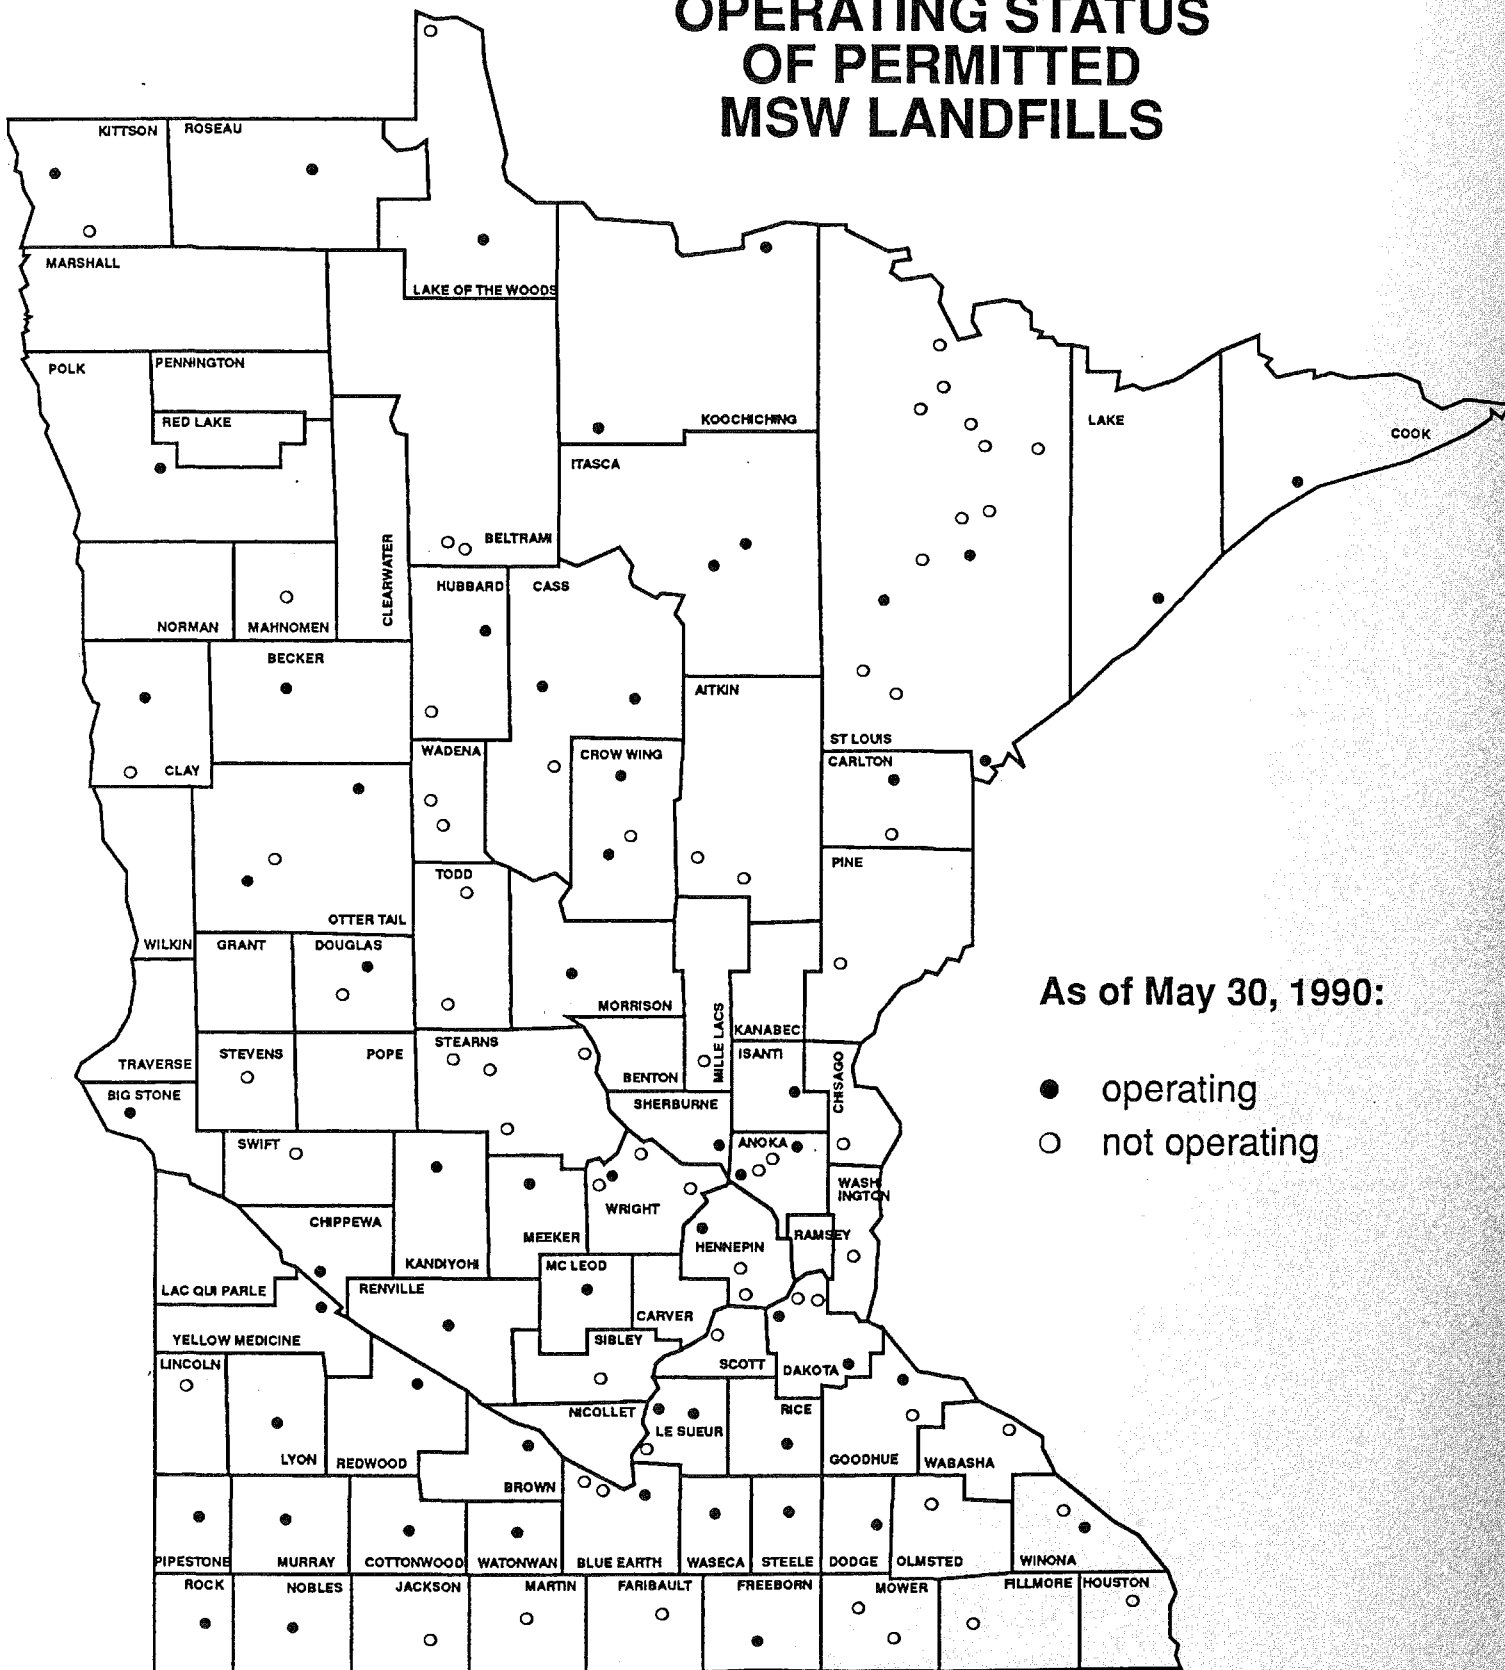 OPERATING STATUS
OF PERMITTED
MSW LANDFILLS
KITTSON
ROSEAU
MARSHALL
LAKE OF THE WOODS
POLK
PENNINGTON
RED LAKE
KOOCHICHING
LAKE
COOK
ITASCA
BELTRAMI
CLEARWATER
HUBBARD
CASS
NORMAN
MAHNOMEN
BECKER
AITKIN
ST LOUIS
WADENA
CROW WING
CARLTON
CLAY
PINE
TODD
OTTER TAIL
WILKIN
GRANT
DOUGLAS
As of May 30, 1990:
MORRISON
MILLE LACS
KANABEC
STEARNS
TRAVERSE
STEVENS
POPE
ISANTI
CHISAGO
BENTON
operating
BIG STONE
SHERBURNE
SWIFT
ANOKA
not operating
WASH
INGTON
WRIGHT
CHIPPEWA
MEEKER
RAMSEY
HENNEPIN
KANDIYOHI
MC LEOD
LAC QUI PARLE
RENVILLE
CARVER
YELLOW MEDICINE
SIBLEY
LINCOLN
SCOTT
DAKOTA
NICOLLET
RICE
LE SUEUR
LYON
REDWOOD
GOODHUE
WABASHA
BROWN
PIPESTONE
MURRAY
COTTONWOOD
WATONWAN
BLUE EARTH
WASECA
STEELE
DODGE
OLMSTED
WINONA
ROCK
NOBLES
JACKSON
MARTIN
FARIBAULT
FREEBORN
MOWER
FILLMORE
HOUSTON